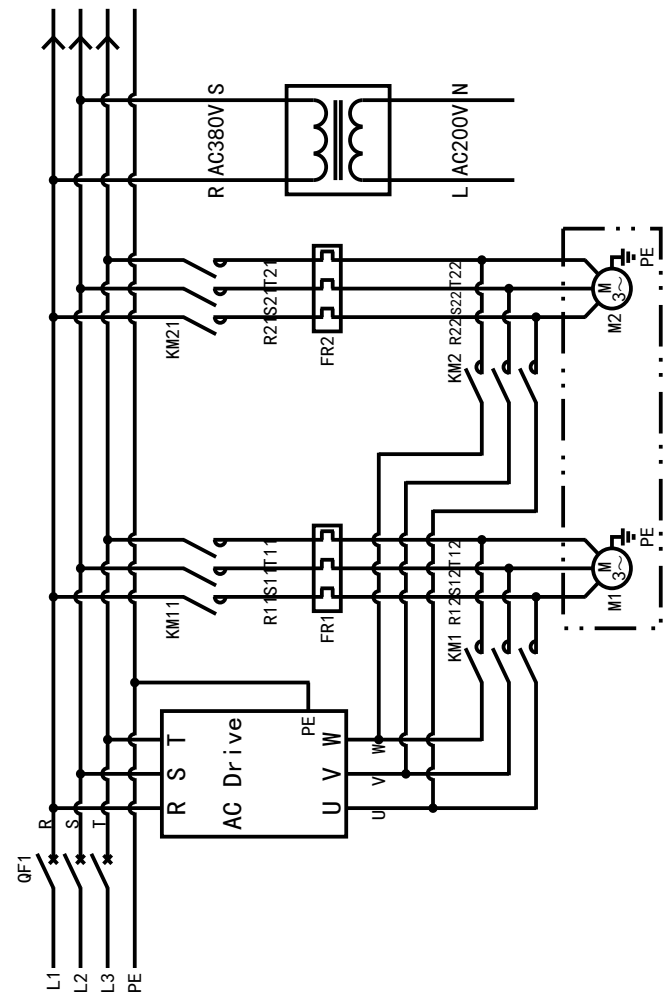 L1
L2
L3
PE
QF1
R
S
T
R S T
AC Drive
PE
U V W
U
V
W
KM11
R11S11T11
FR1
KM1
R12S12T12
M1
M
3~
PE
KM21
R21S21T21
FR2
KM2
R22S22T22
M2
M
3~
PE
R AC380V S
L AC200V N